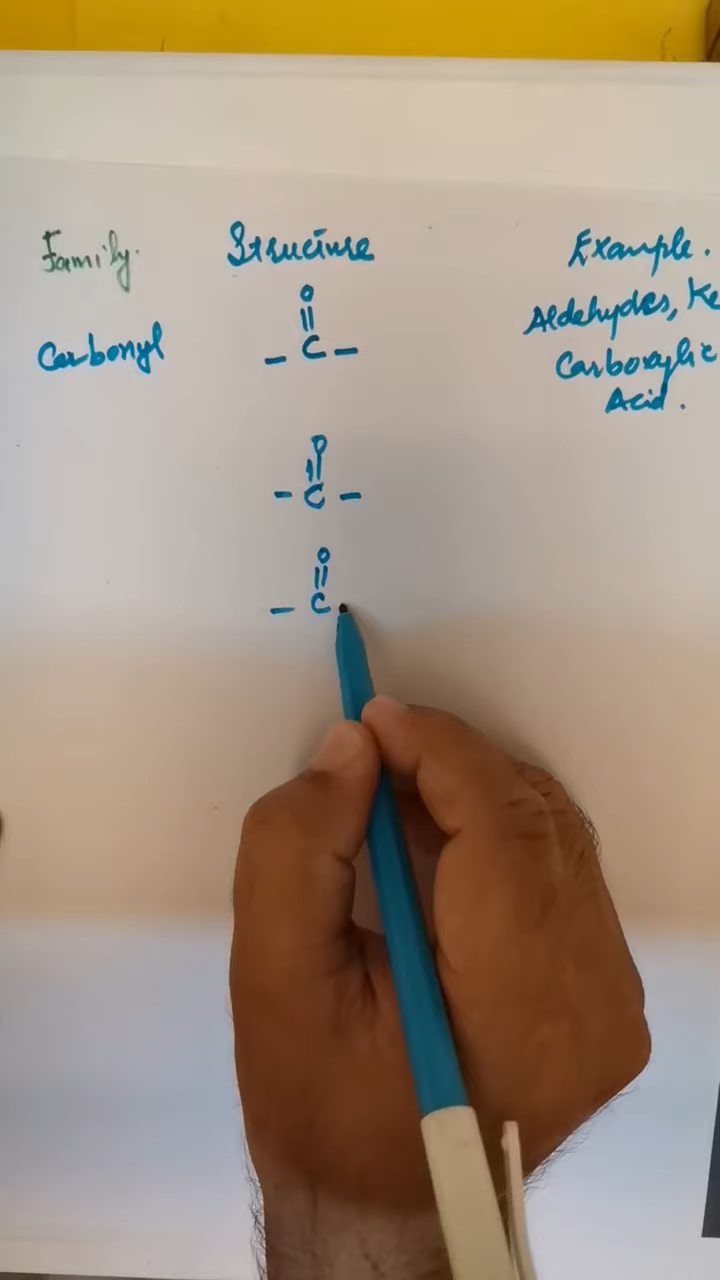 Family. Structure Example.
O
||
Carbonyl – C – Aldehydes, Ke
Carboxylic
Acid.
O
||
– C –
O
||
– C